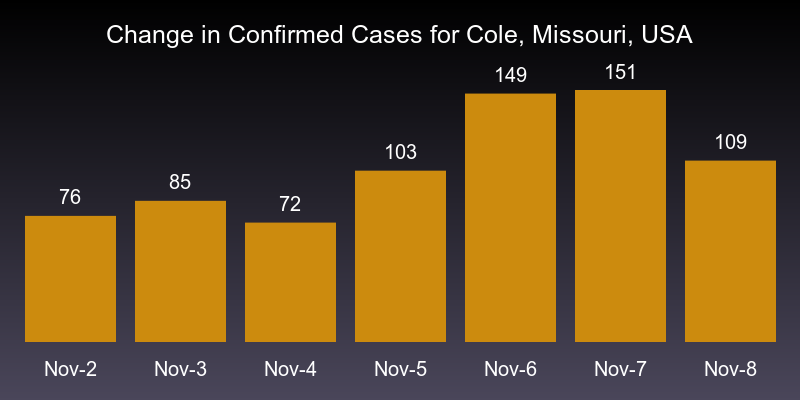 Change in Confirmed Cases for Cole, Missouri, USA
76
85
72
103
149
151
109
Nov-2
Nov-3
Nov-4
Nov-5
Nov-6
Nov-7
Nov-8